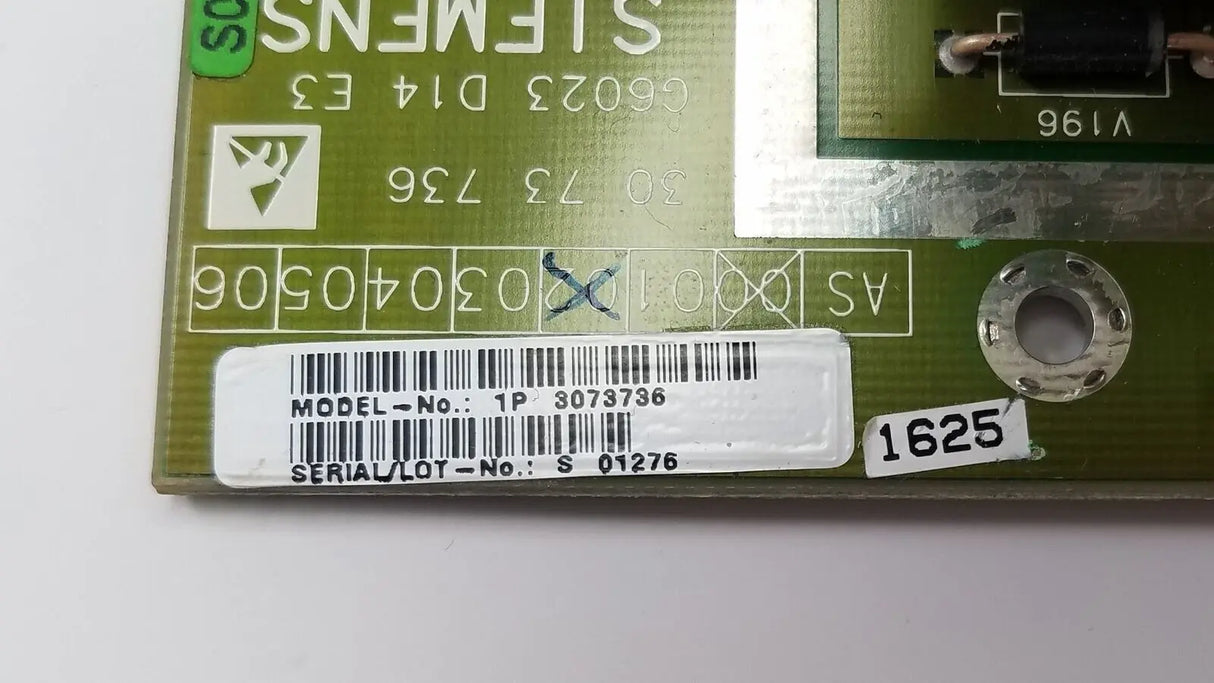 SIEMENS
G6023 D14 E3
30 73 736
AS 00 01 02 03 04 05 06
V196
MODEL-No.: 1P 3073736
SERIAL/LOT-No.: S 01276
1625